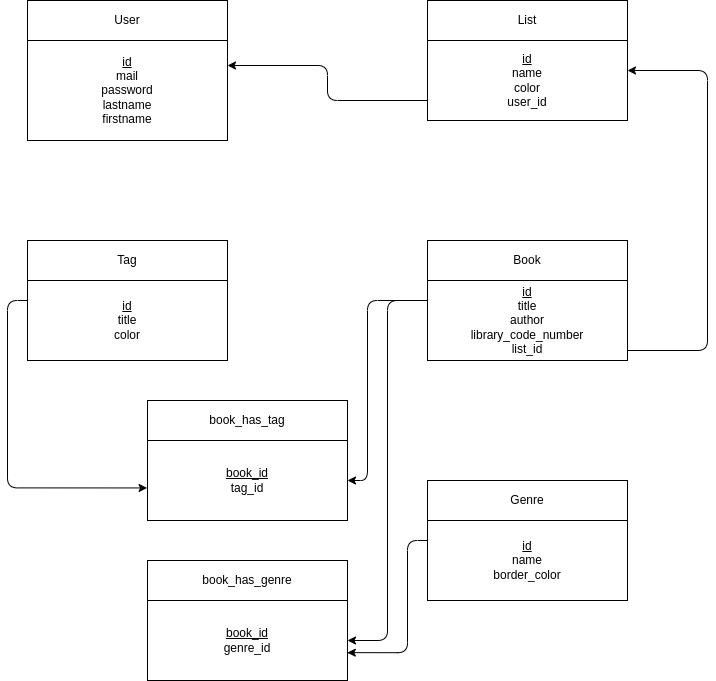 User
id
mail
password
lastname
firstname
List
id
name
color
user_id
Tag
id
title
color
Book
id
title
author
library_code_number
list_id
book_has_tag
book_id
tag_id
Genre
id
name
border_color
book_has_genre
book_id
genre_id